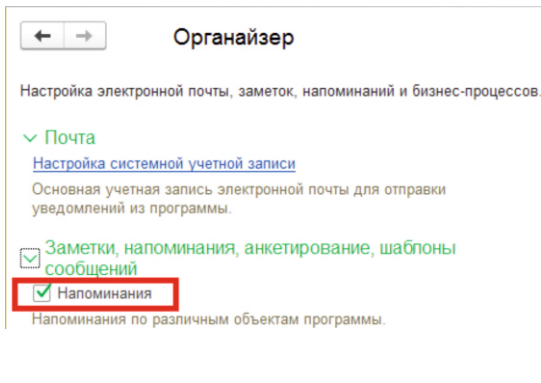 Органайзер
Настройка электронной почты, заметок, напоминаний и бизнес-процессов.
Почта
Настройка системной учетной записи
Основная учетная запись электронной почты для отправки
уведомлений из программы.
Заметки, напоминания, анкетирование, шаблоны
сообщений
Напоминания
Напоминания по различным объектам программы.